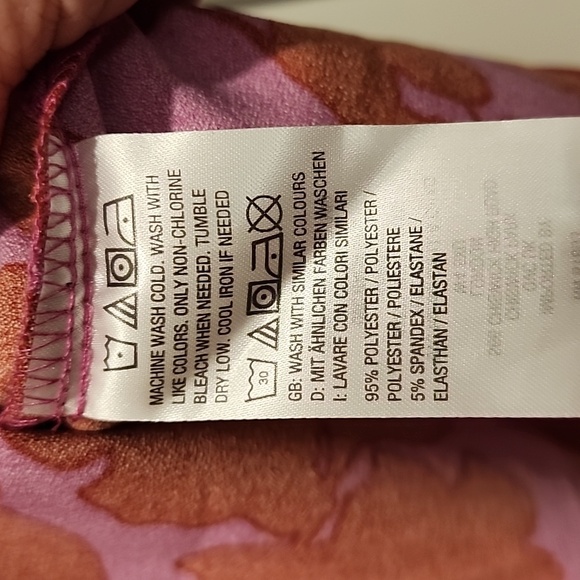 MACHINE WASH COLD. WASH WITH
LIKE COLORS. ONLY NON-CHLORINE
BLEACH WHEN NEEDED. TUMBLE
DRY LOW. COOL IRON IF NEEDED
30
GB: WASH WITH SIMILAR COLOURS
D: MIT ÄHNLICHEN FARBEN WASCHEN
I: LAVARE CON COLORI SIMILARI
95% POLYESTER /
POLYESTER / POLIESTERE
5% SPANDEX / ELASTANE /
ELASTHAN / ELASTAN